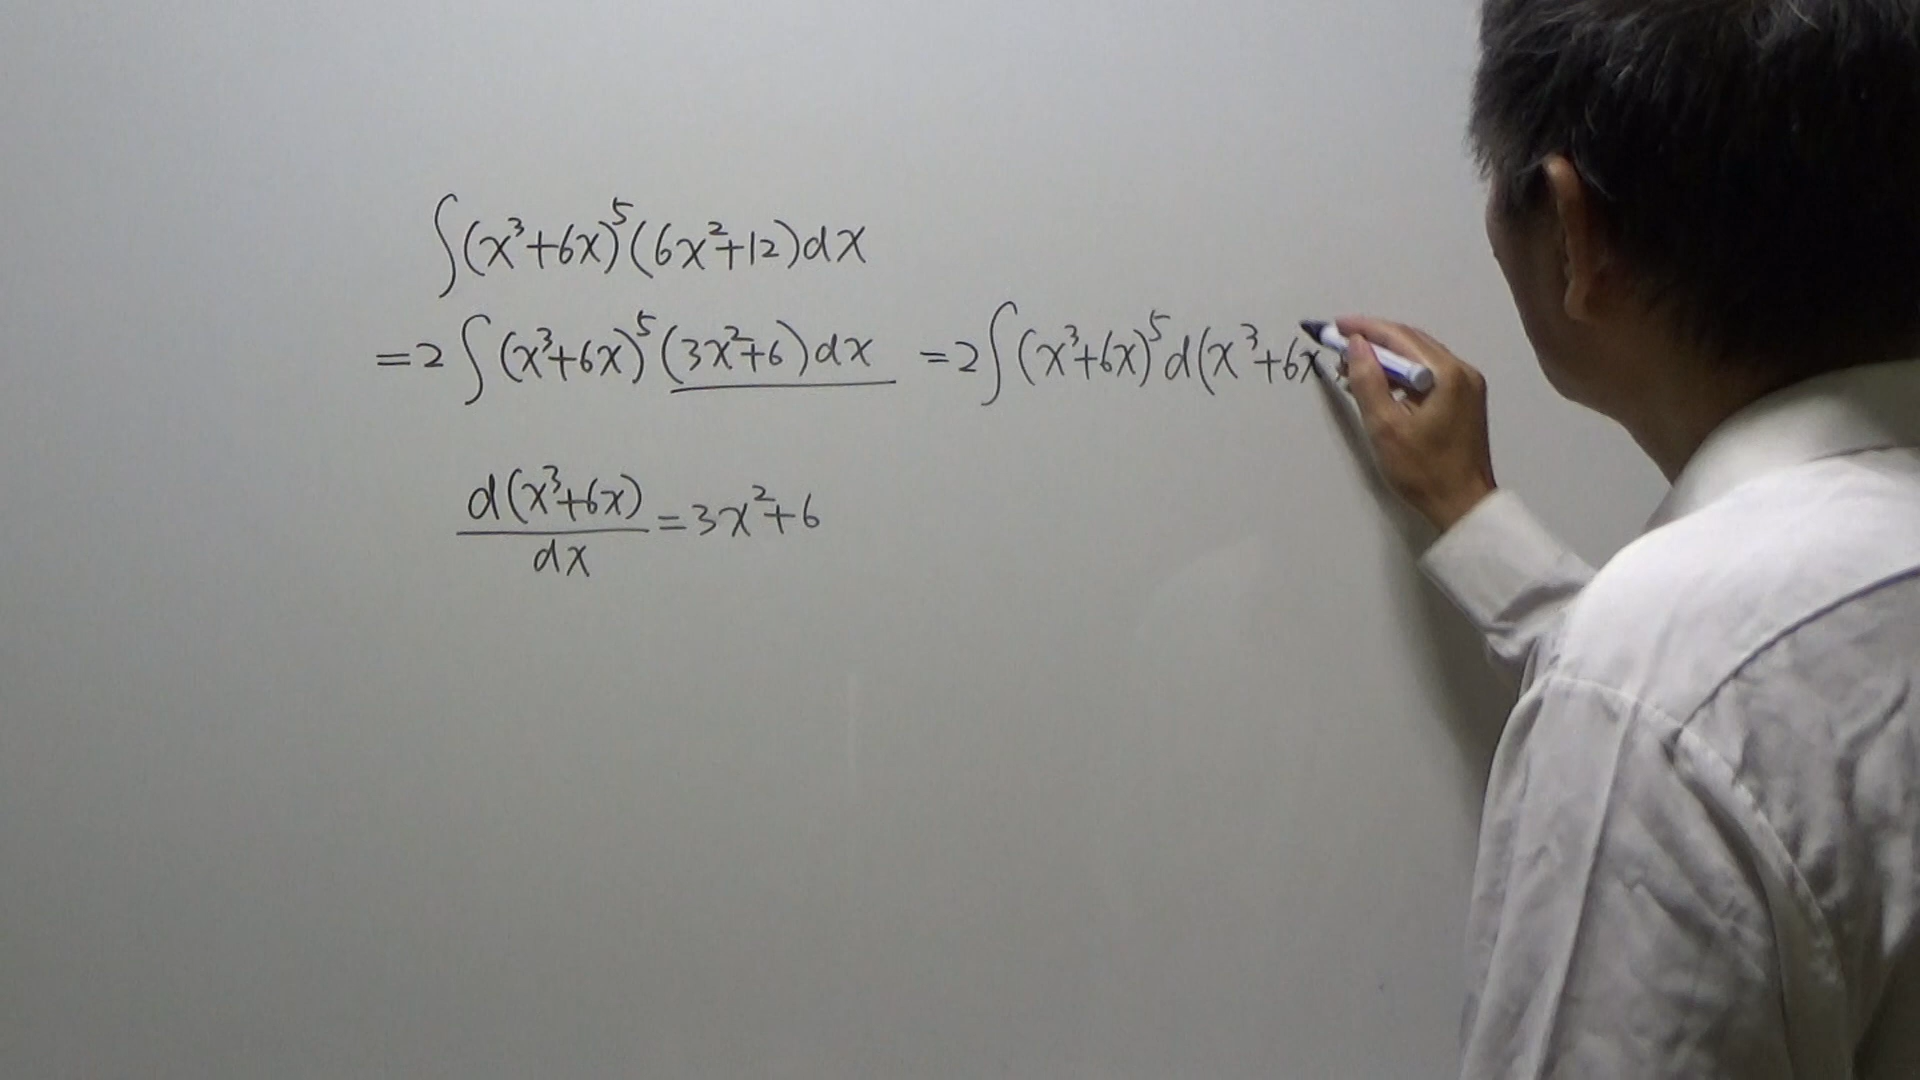 ∫(x³+6x)⁵(6x²+12)dx
=2∫(x³+6x)⁵(3x²+6)dx =2∫(x³+6x)⁵d(x³+6x
d(x³+6x)/dx=3x²+6